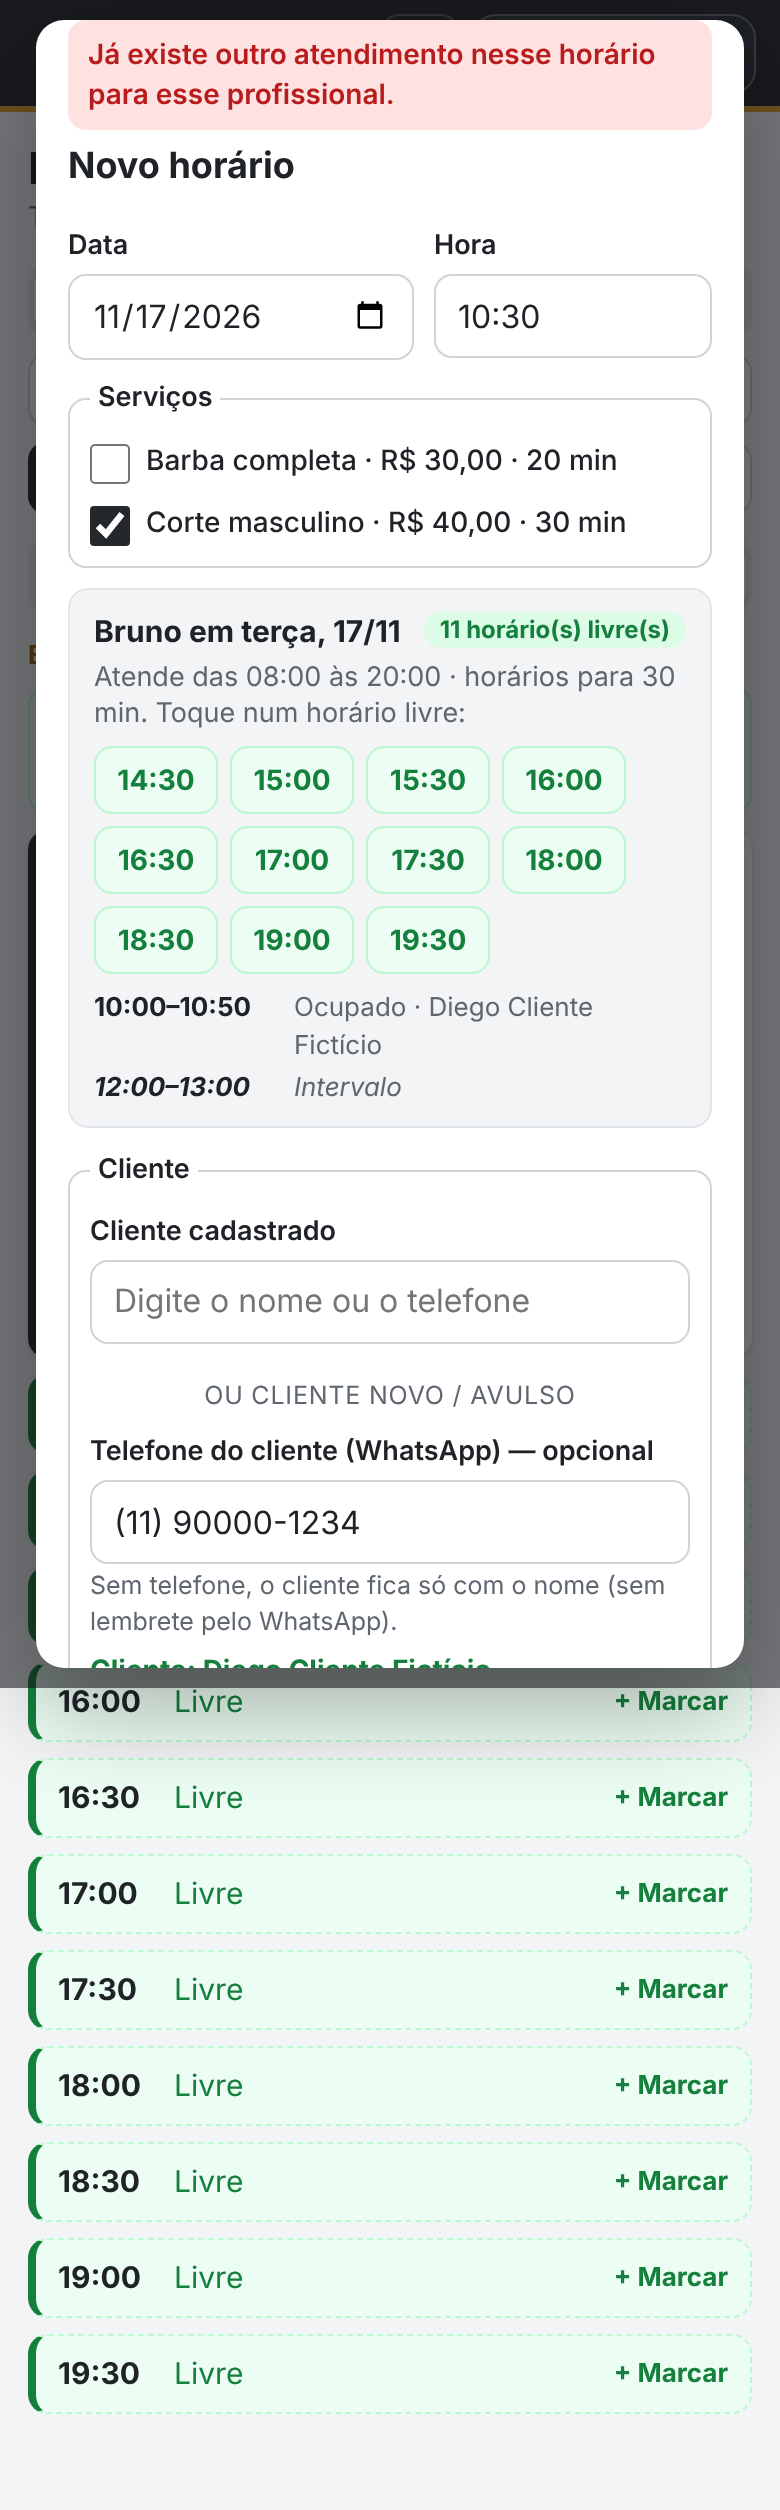 Já existe outro atendimento nesse horário
para esse profissional.
Novo horário
Data
Hora
11/17/2026
10:30
Serviços
Barba completa · R$ 30,00 · 20 min
Corte masculino · R$ 40,00 · 30 min
Bruno em terça, 17/11
11 horário(s) livre(s)
Atende das 08:00 às 20:00 · horários para 30
min. Toque num horário livre:
14:30 15:00 15:30 16:00
16:30 17:00 17:30 18:00
18:30 19:00 19:30
10:00–10:50 Ocupado · Diego Cliente
Fictício
12:00–13:00 Intervalo
Cliente
Cliente cadastrado
Digite o nome ou o telefone
OU CLIENTE NOVO / AVULSO
Telefone do cliente (WhatsApp) — opcional
(11) 90000-1234
Sem telefone, o cliente fica só com o nome (sem
lembrete pelo WhatsApp).
Cliente: Diego Cliente Fictício
16:00 Livre + Marcar
16:30 Livre + Marcar
17:00 Livre + Marcar
17:30 Livre + Marcar
18:00 Livre + Marcar
18:30 Livre + Marcar
19:00 Livre + Marcar
19:30 Livre + Marcar